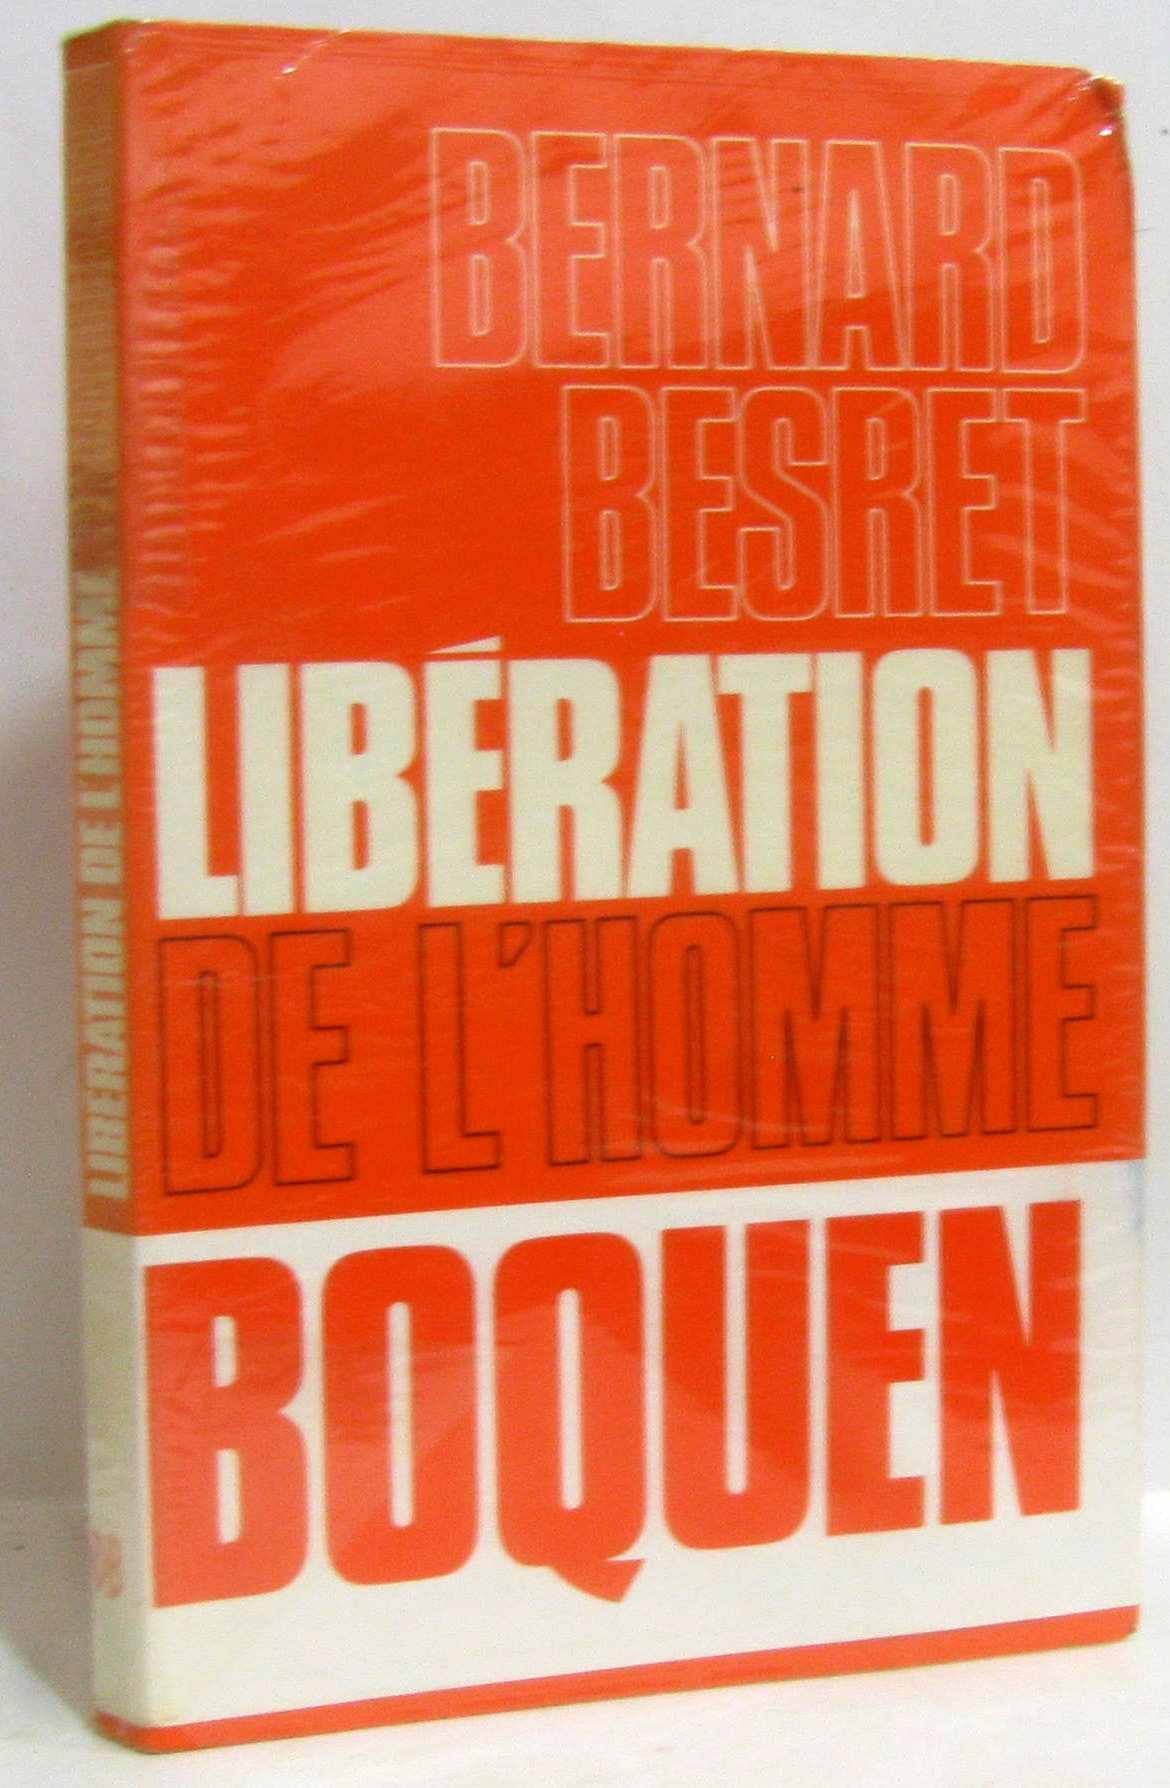 BERNARD
BESRET
LIBÉRATION
DE L'HOMME
BOQUEN
LIBÉRATION DE L'HOMME